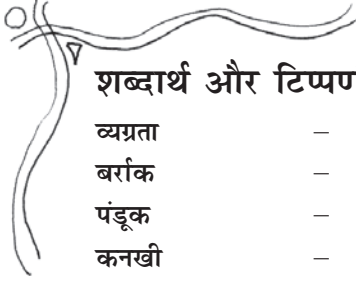 शब्दार्थ और टिप्पण
व्यग्रता –
बर्राक –
पंडूक –
कनखी –